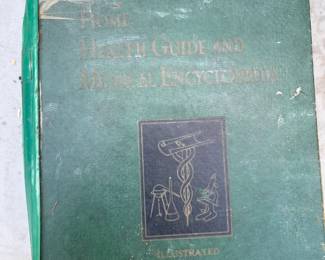 HOME
HEALTH GUIDE AND
MEDICAL ENCYCLOPEDIA
ILLUSTRATED